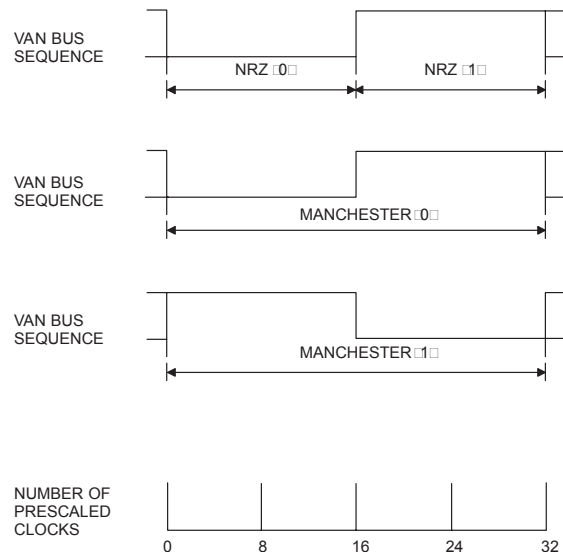 VAN BUS
SEQUENCE
NRZ □0□
NRZ □1□
VAN BUS
SEQUENCE
MANCHESTER □0□
VAN BUS
SEQUENCE
MANCHESTER □1□
NUMBER OF
PRESCALED
CLOCKS
0 8 16 24 32